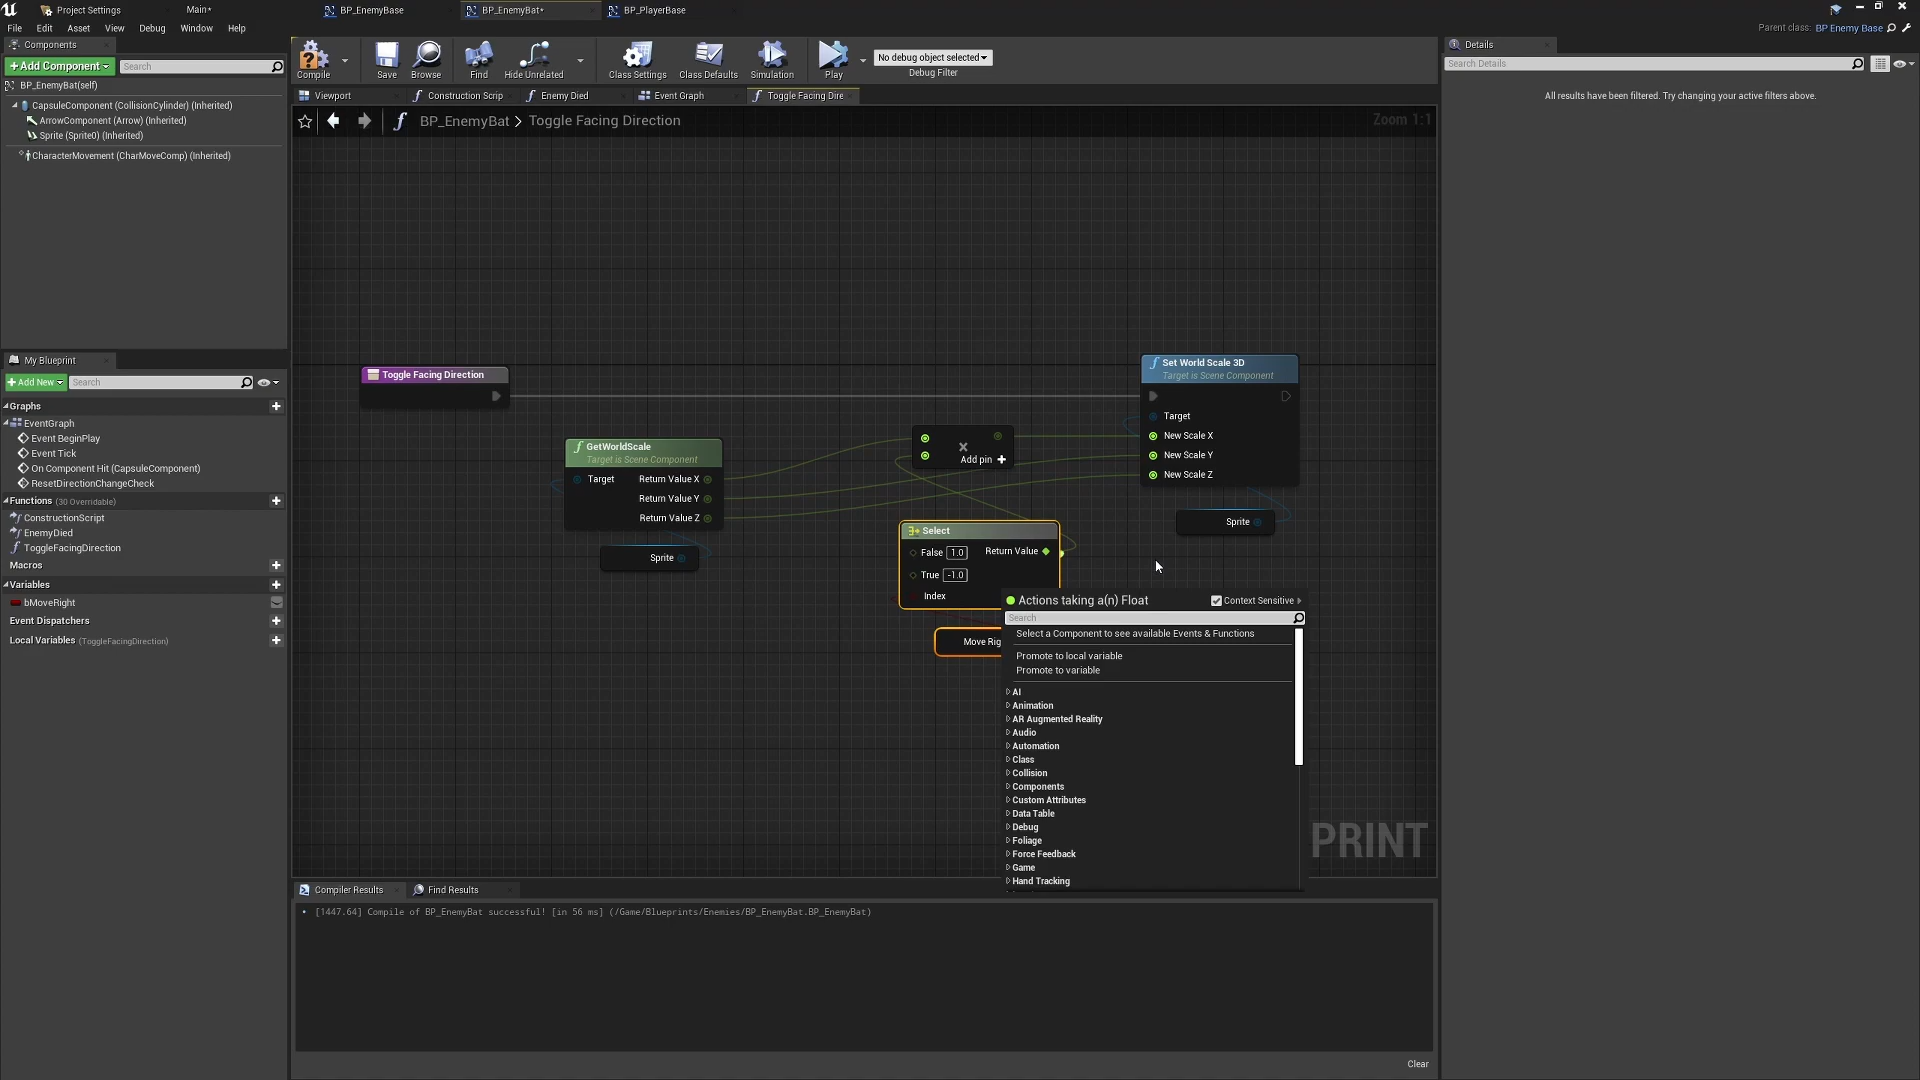 Project Settings
Main*
BP_EnemyBase
BP_EnemyBat*
BP_PlayerBase
File
Edit
Asset
View
Debug
Window
Help
Parent class: BP Enemy Base
Components
+Add Component
Search
BP_EnemyBat(self)
CapsuleComponent (CollisionCylinder) (Inherited)
ArrowComponent (Arrow) (Inherited)
Sprite (Sprite0) (Inherited)
CharacterMovement (CharMoveComp) (Inherited)
Compile
Save
Browse
Find
Hide Unrelated
Class Settings
Class Defaults
Simulation
Play
No debug object selected
Debug Filter
Viewport
Construction Scrip
Enemy Died
Event Graph
Toggle Facing Dire
BP_EnemyBat > Toggle Facing Direction
Zoom 1:1
Details
Search Details
All results have been filtered. Try changing your active filters above.
My Blueprint
+Add New
Search
Graphs
EventGraph
Event BeginPlay
Event Tick
On Component Hit (CapsuleComponent)
ResetDirectionChangeCheck
Functions (30 Overridable)
ConstructionScript
EnemyDied
ToggleFacingDirection
Macros
Variables
bMoveRight
Event Dispatchers
Local Variables (ToggleFacingDirection)
Toggle Facing Direction
GetWorldScale
Target is Scene Component
Target
Return Value X
Return Value Y
Return Value Z
Sprite
Add pin +
Set World Scale 3D
Target is Scene Component
Target
New Scale X
New Scale Y
New Scale Z
Sprite
Select
False 1.0
Return Value
True -1.0
Index
Move Rig
Actions taking a(n) Float
Context Sensitive
Search
Select a Component to see available Events & Functions
Promote to local variable
Promote to variable
AI
Animation
AR Augmented Reality
Audio
Automation
Class
Collision
Components
Custom Attributes
Data Table
Debug
Foliage
Force Feedback
Game
Hand Tracking
PRINT
Compiler Results
Find Results
[1447.64] Compile of BP_EnemyBat successful! [in 56 ms] (/Game/Blueprints/Enemies/BP_EnemyBat.BP_EnemyBat)
Clear